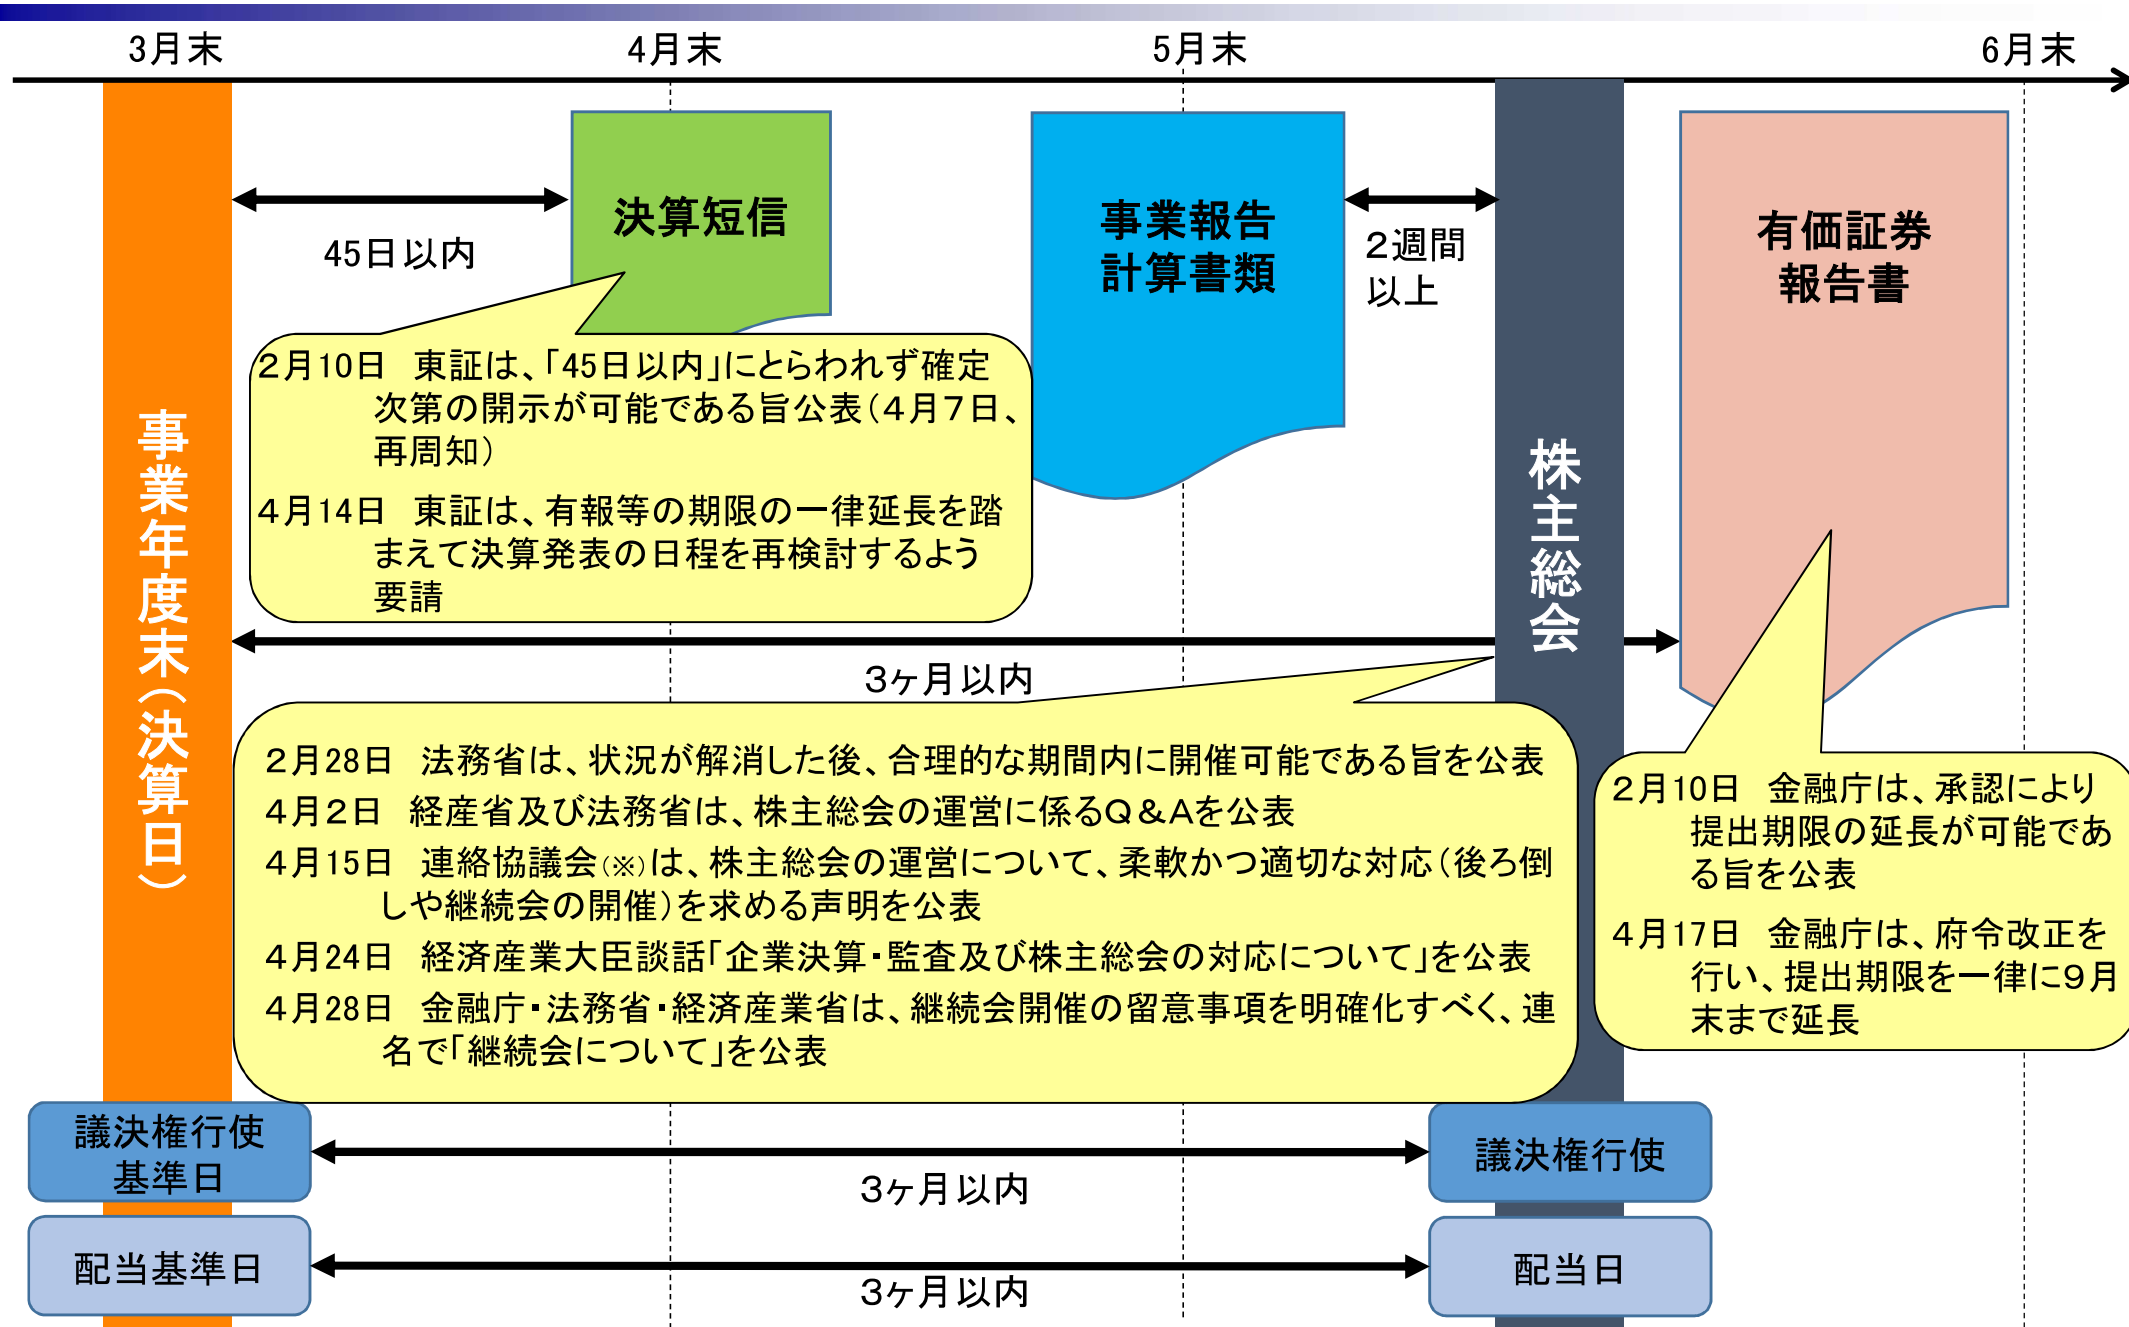 3月末
4月末
5月末
6月末
決算短信
事業報告
計算書類
有価証券
報告書
45日以内
２週間
以上
２月10日　東証は、「45日以内」にとらわれず確定
次第の開示が可能である旨公表（４月７日、
再周知）
４月14日　東証は、有報等の期限の一律延長を踏
まえて決算発表の日程を再検討するよう
要請
事業年度末（決算日）
株主総会
３ヶ月以内
２月28日　法務省は、状況が解消した後、合理的な期間内に開催可能である旨を公表
４月２日　経産省及び法務省は、株主総会の運営に係るＱ＆Ａを公表
４月15日　連絡協議会（※）は、株主総会の運営について、柔軟かつ適切な対応（後ろ倒
しや継続会の開催）を求める声明を公表
４月24日　経済産業大臣談話「企業決算・監査及び株主総会の対応について」を公表
４月28日　金融庁・法務省・経済産業省は、継続会開催の留意事項を明確化すべく、連
名で「継続会について」を公表
２月10日　金融庁は、承認により
提出期限の延長が可能であ
る旨を公表
４月17日　金融庁は、府令改正を
行い、提出期限を一律に９月
末まで延長
議決権行使
基準日
３ヶ月以内
議決権行使
配当基準日
３ヶ月以内
配当日